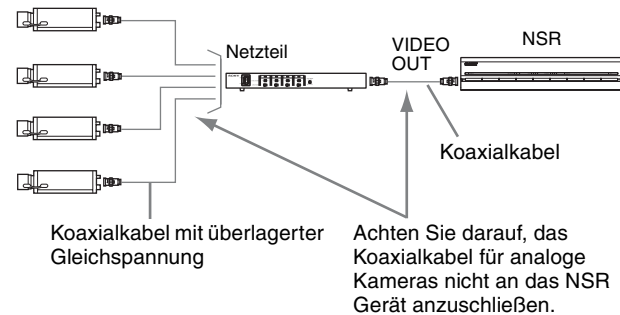 Netzteil
VIDEO
OUT
NSR
Koaxialkabel
Koaxialkabel mit überlagerter
Gleichspannung
Achten Sie darauf, das
Koaxialkabel für analoge
Kameras nicht an das NSR
Gerät anzuschließen.